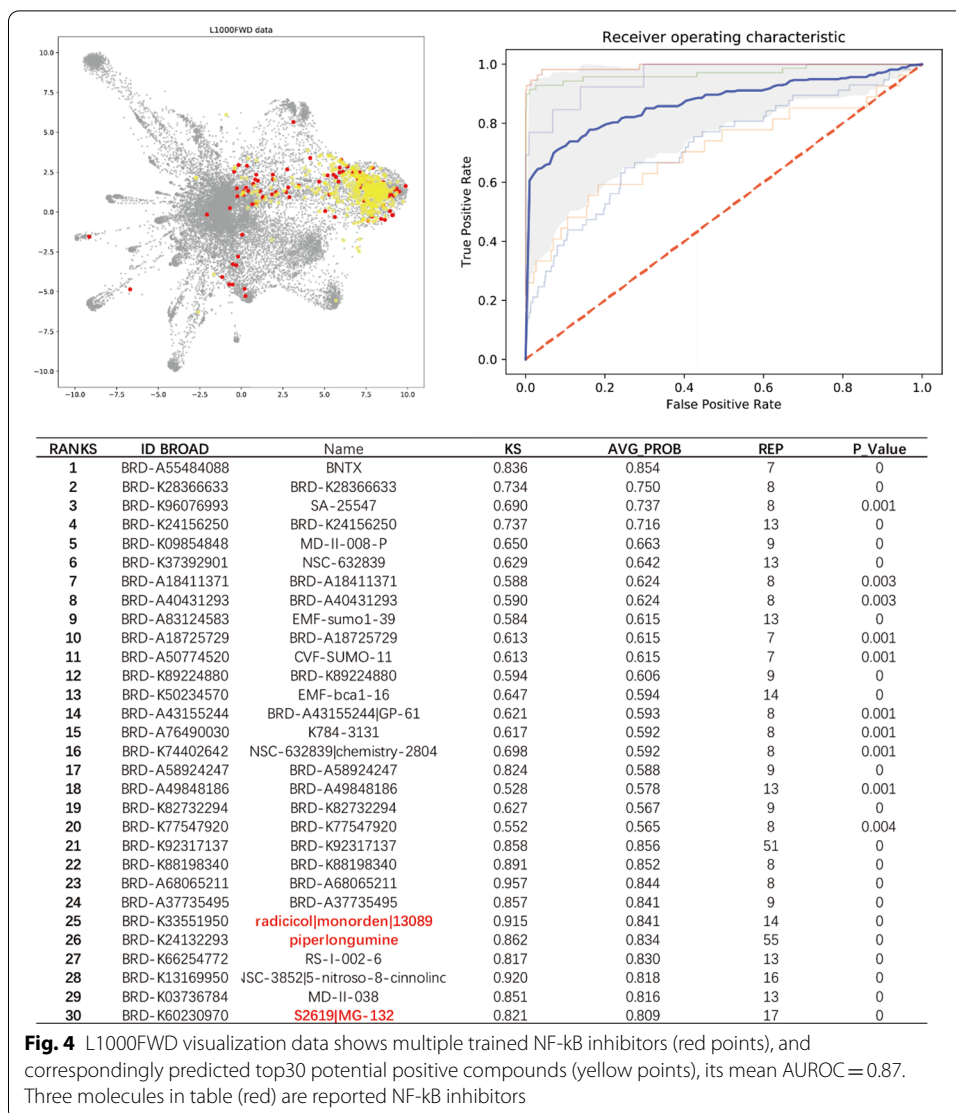 L1000FWD data
10.0
7.5
5.0
2.5
0.0
−2.5
−5.0
−7.5
−10.0
−10.0 −7.5 −5.0 −2.5 0.0 2.5 5.0 7.5 10.0
Receiver operating characteristic
True Positive Rate
1.0
0.8
0.6
0.4
0.2
0.0
0.0 0.2 0.4 0.6 0.8 1.0
False Positive Rate
RANKS ID BROAD Name KS AVG_PROB REP P_Value
1 BRD-A55484088 BNTX 0.836 0.854 7 0
2 BRD-K28366633 BRD-K28366633 0.734 0.750 8 0
3 BRD-K96076993 SA-25547 0.690 0.737 8 0.001
4 BRD-K24156250 BRD-K24156250 0.737 0.716 13 0
5 BRD-K09854848 MD-II-008-P 0.650 0.663 9 0
6 BRD-K37392901 NSC-632839 0.629 0.642 13 0
7 BRD-A18411371 BRD-A18411371 0.588 0.624 8 0.003
8 BRD-A40431293 BRD-A40431293 0.590 0.624 8 0.003
9 BRD-A83124583 EMF-sumo1-39 0.584 0.615 13 0
10 BRD-A18725729 BRD-A18725729 0.613 0.615 7 0.001
11 BRD-A50774520 CVF-SUMO-11 0.613 0.615 7 0.001
12 BRD-K89224880 BRD-K89224880 0.594 0.606 9 0
13 BRD-K50234570 EMF-bca1-16 0.647 0.594 14 0
14 BRD-A43155244 BRD-A43155244|GP-61 0.621 0.593 8 0.001
15 BRD-A76490030 K784-3131 0.617 0.592 8 0.001
16 BRD-K74402642 NSC-632839|chemistry-2804 0.698 0.592 8 0.001
17 BRD-A58924247 BRD-A58924247 0.824 0.588 9 0
18 BRD-A49848186 BRD-A49848186 0.528 0.578 13 0.001
19 BRD-K82732294 BRD-K82732294 0.627 0.567 9 0
20 BRD-K77547920 BRD-K77547920 0.552 0.565 8 0.004
21 BRD-K92317137 BRD-K92317137 0.858 0.856 51 0
22 BRD-K88198340 BRD-K88198340 0.891 0.852 8 0
23 BRD-A68065211 BRD-A68065211 0.957 0.844 8 0
24 BRD-A37735495 BRD-A37735495 0.857 0.841 9 0
25 BRD-K33551950 radicicol|monorden|13089 0.915 0.841 14 0
26 BRD-K24132293 piperlongumine 0.862 0.834 55 0
27 BRD-K66254772 RS-I-002-6 0.817 0.830 13 0
28 BRD-K13169950 NSC-3852|5-nitroso-8-cinnolinc 0.920 0.818 16 0
29 BRD-K03736784 MD-II-038 0.851 0.816 13 0
30 BRD-K60230970 S2619|MG-132 0.821 0.809 17 0
Fig. 4 L1000FWD visualization data shows multiple trained NF-kB inhibitors (red points), and
correspondingly predicted top30 potential positive compounds (yellow points), its mean AUROC = 0.87.
Three molecules in table (red) are reported NF-kB inhibitors